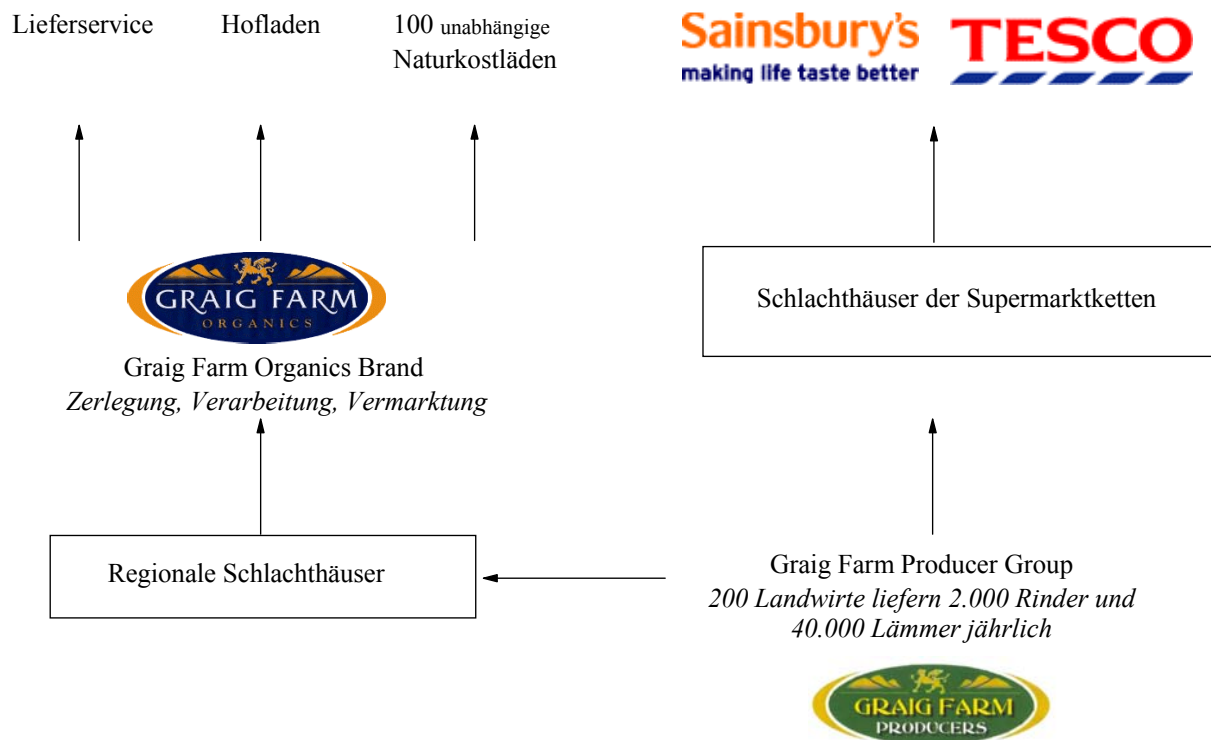 Lieferservice
Hofladen
100 unabhängige
Naturkostläden
Sainsbury's
making life taste better
TESCO
GRAIG FARM
ORGANICS
Graig Farm Organics Brand
Zerlegung, Verarbeitung, Vermarktung
Schlachthäuser der Supermarktketten
Regionale Schlachthäuser
Graig Farm Producer Group
200 Landwirte liefern 2.000 Rinder und
40.000 Lämmer jährlich
GRAIG FARM
PRODUCERS